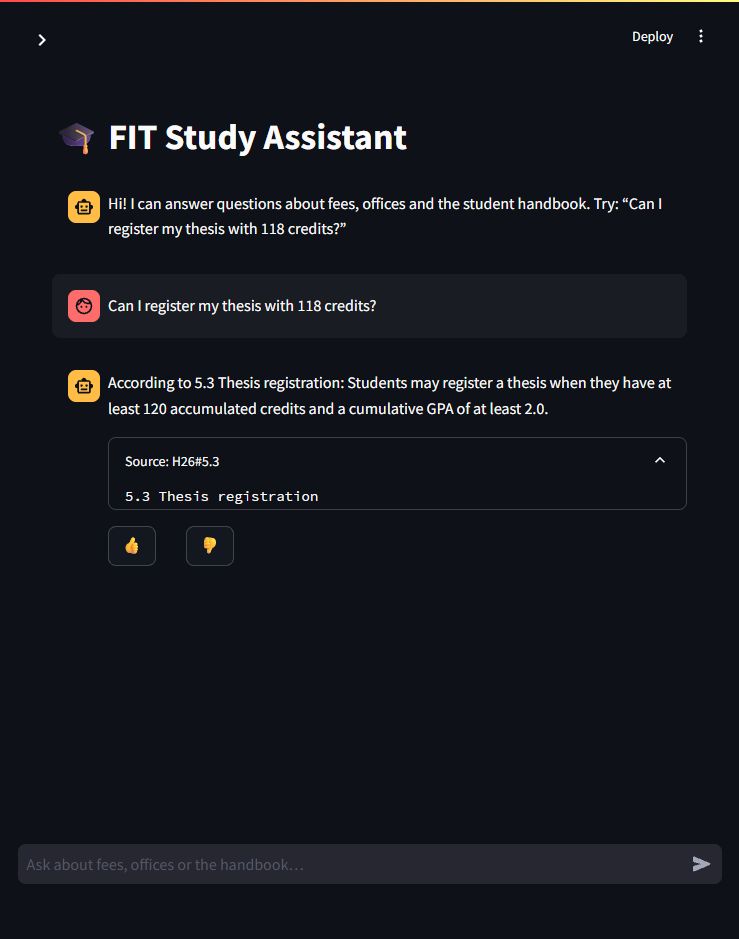 Deploy
FIT Study Assistant
Hi! I can answer questions about fees, offices and the student handbook. Try: “Can I
register my thesis with 118 credits?”
Can I register my thesis with 118 credits?
According to 5.3 Thesis registration: Students may register a thesis when they have at
least 120 accumulated credits and a cumulative GPA of at least 2.0.
Source: H26#5.3
5.3 Thesis registration
Ask about fees, offices or the handbook…